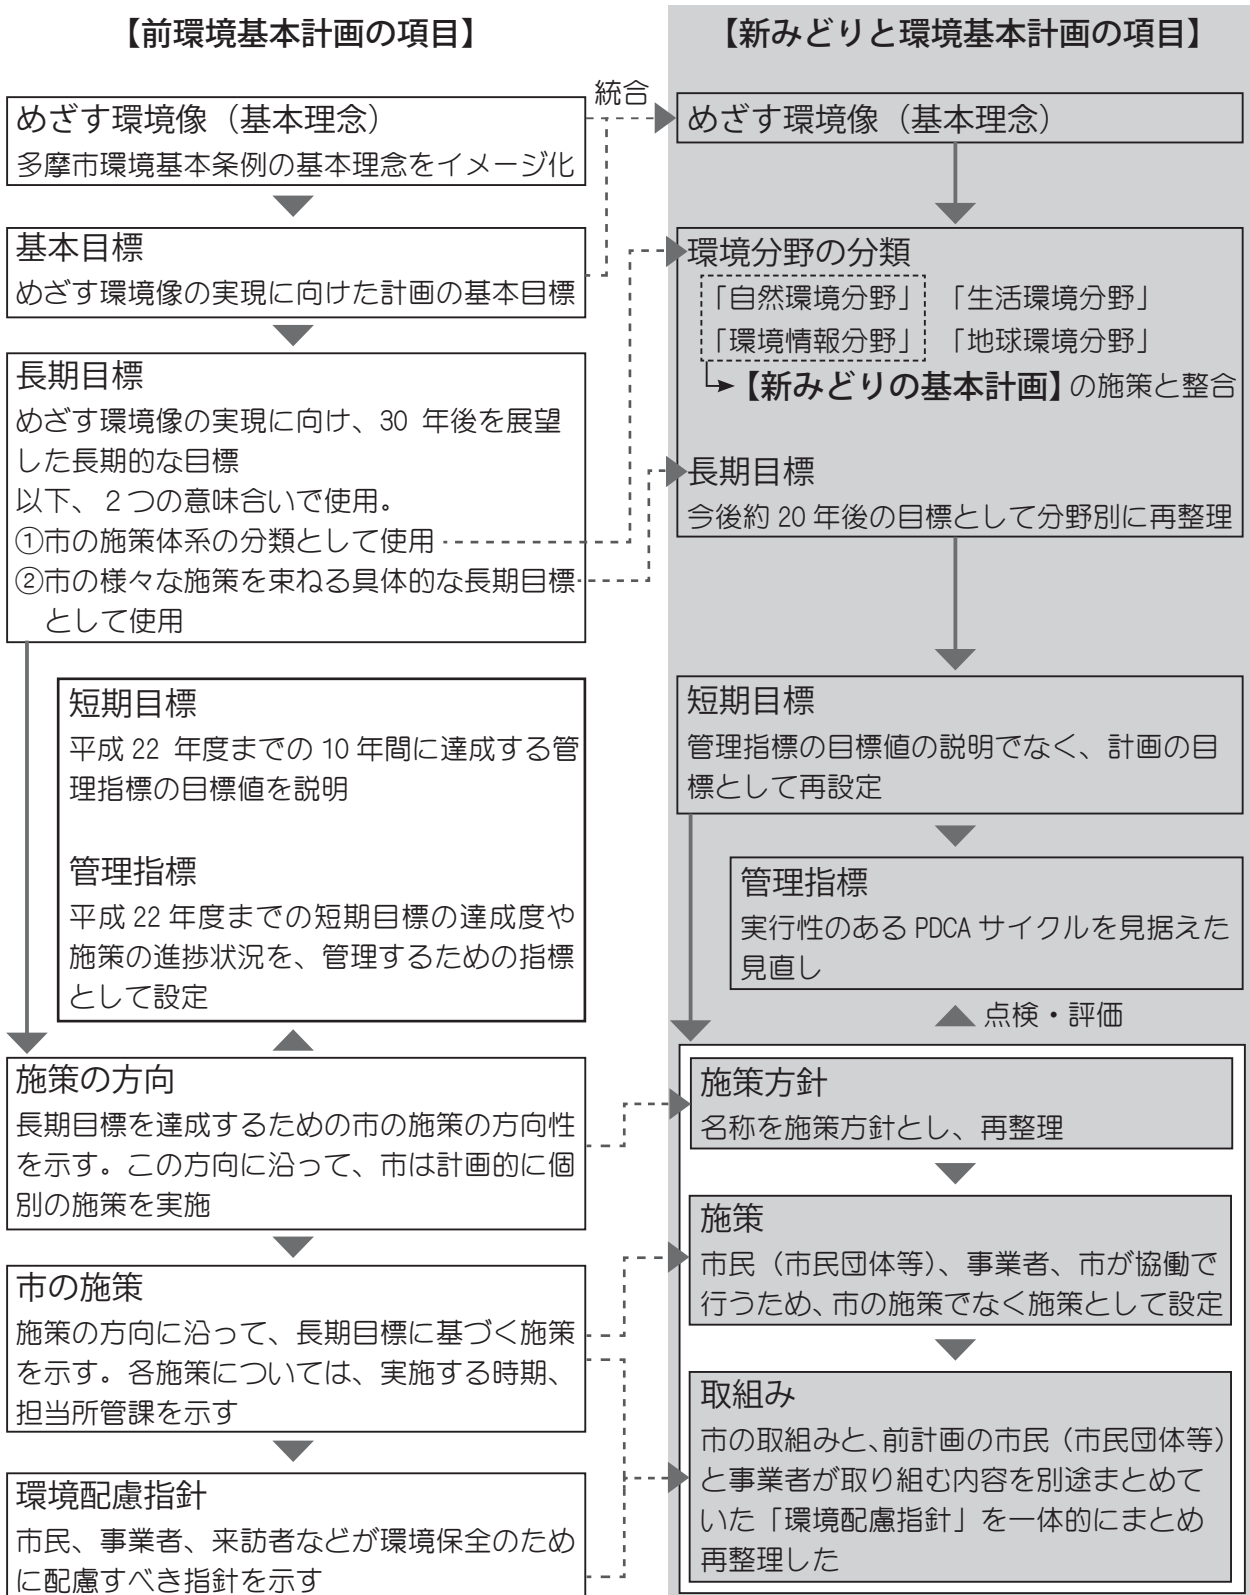 【前環境基本計画の項目】
めざす環境像（基本理念）
多摩市環境基本条例の基本理念をイメージ化
基本目標
めざす環境像の実現に向けた計画の基本目標
長期目標
めざす環境像の実現に向け、30 年後を展望
した長期的な目標
以下、２つの意味合いで使用。
①市の施策体系の分類として使用
②市の様々な施策を束ねる具体的な長期目標
として使用
短期目標
平成 22 年度までの 10 年間に達成する管
理指標の目標値を説明
管理指標
平成 22 年度までの短期目標の達成度や
施策の進捗状況を、管理するための指標
として設定
施策の方向
長期目標を達成するための市の施策の方向性
を示す。この方向に沿って、市は計画的に個
別の施策を実施
市の施策
施策の方向に沿って、長期目標に基づく施策
を示す。各施策については、実施する時期、
担当所管課を示す
環境配慮指針
市民、事業者、来訪者などが環境保全のため
に配慮すべき指針を示す
統合
【新みどりと環境基本計画の項目】
めざす環境像（基本理念）
環境分野の分類
「自然環境分野」 「生活環境分野」
「環境情報分野」 「地球環境分野」
【新みどりの基本計画】の施策と整合
長期目標
今後約 20 年後の目標として分野別に再整理
短期目標
管理指標の目標値の説明でなく、計画の目
標として再設定
管理指標
実行性のある PDCA サイクルを見据えた
見直し
点検・評価
施策方針
名称を施策方針とし、再整理
施策
市民（市民団体等）、事業者、市が協働で
行うため、市の施策でなく施策として設定
取組み
市の取組みと、前計画の市民（市民団体等）
と事業者が取り組む内容を別途まとめて
いた「環境配慮指針」を一体的にまとめ
再整理した